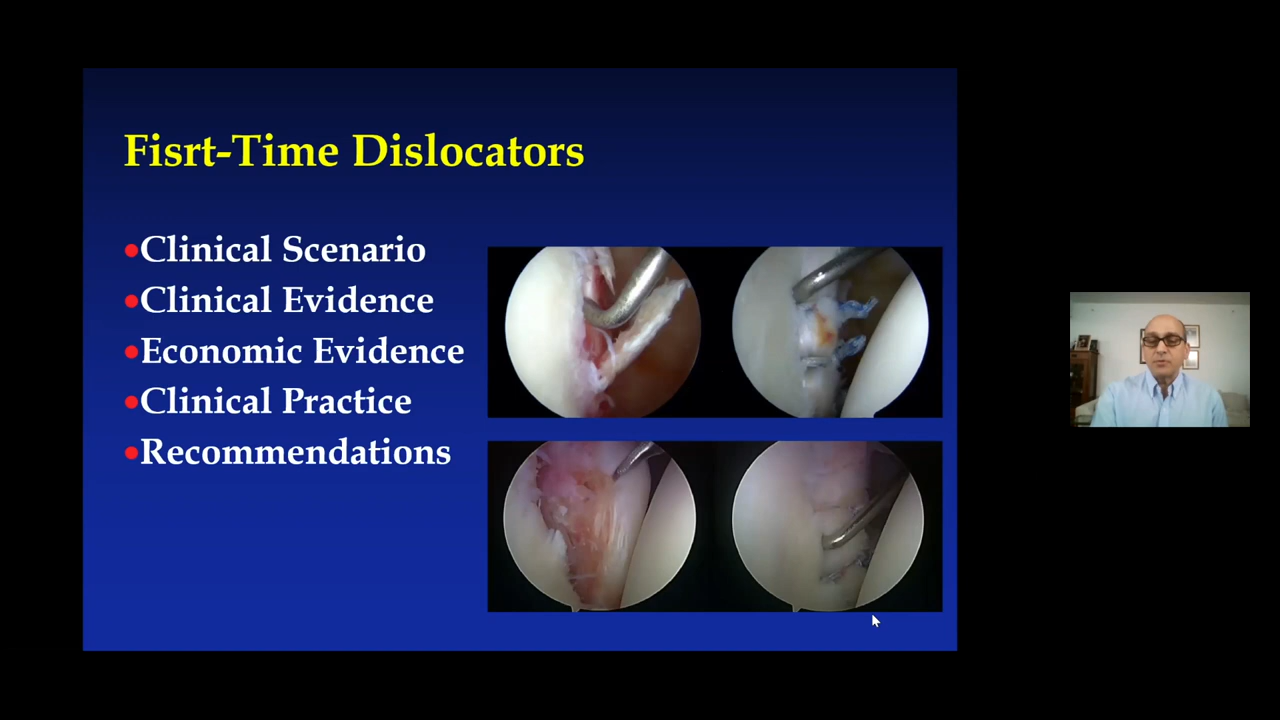 Fisrt-Time Dislocators
•Clinical Scenario
•Clinical Evidence
•Economic Evidence
•Clinical Practice
•Recommendations